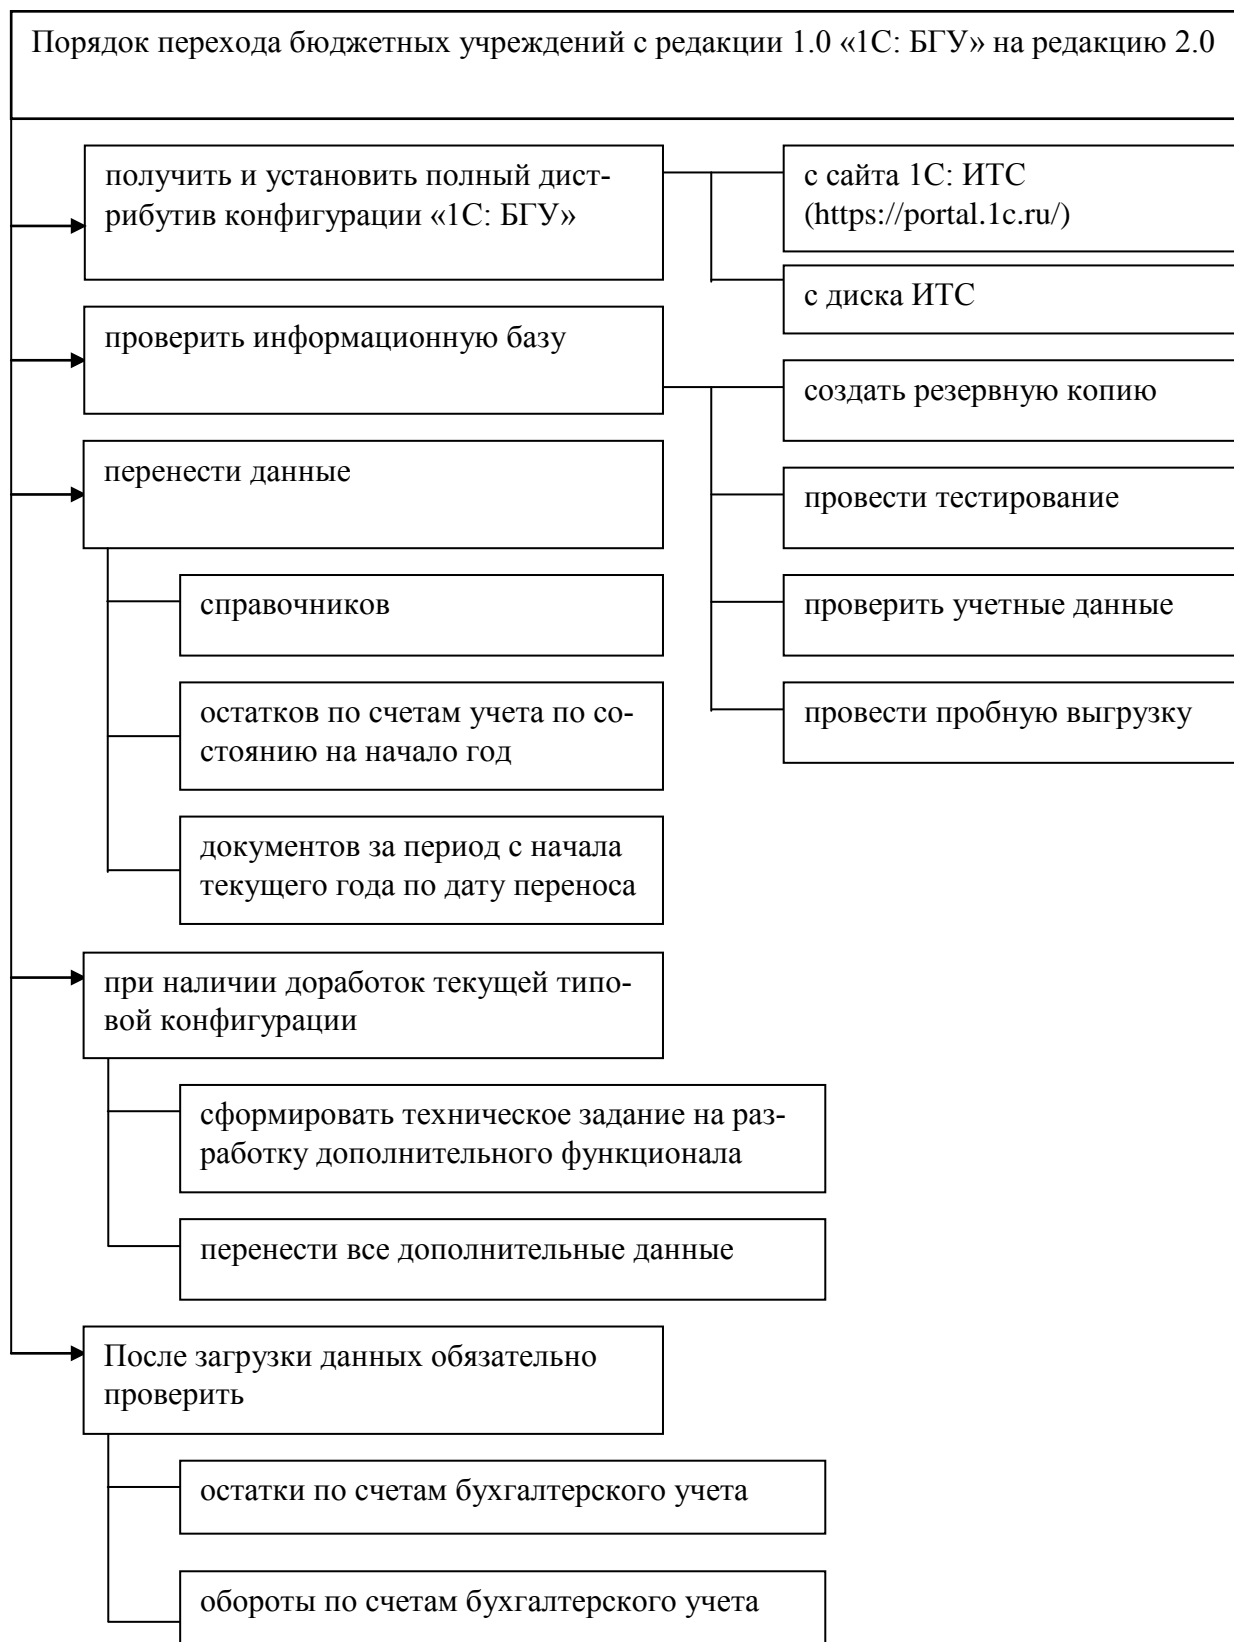 Порядок перехода бюджетных учреждений с редакции 1.0 «1С: БГУ» на редакцию 2.0
получить и установить полный дист-
рибутив конфигурации «1С: БГУ»
с сайта 1С: ИТС
(https://portal.1c.ru/)
с диска ИТС
проверить информационную базу
создать резервную копию
провести тестирование
проверить учетные данные
провести пробную выгрузку
перенести данные
справочников
остатков по счетам учета по со-
стоянию на начало год
документов за период с начала
текущего года по дату переноса
при наличии доработок текущей типо-
вой конфигурации
сформировать техническое задание на раз-
работку дополнительного функционала
перенести все дополнительные данные
После загрузки данных обязательно
проверить
остатки по счетам бухгалтерского учета
обороты по счетам бухгалтерского учета